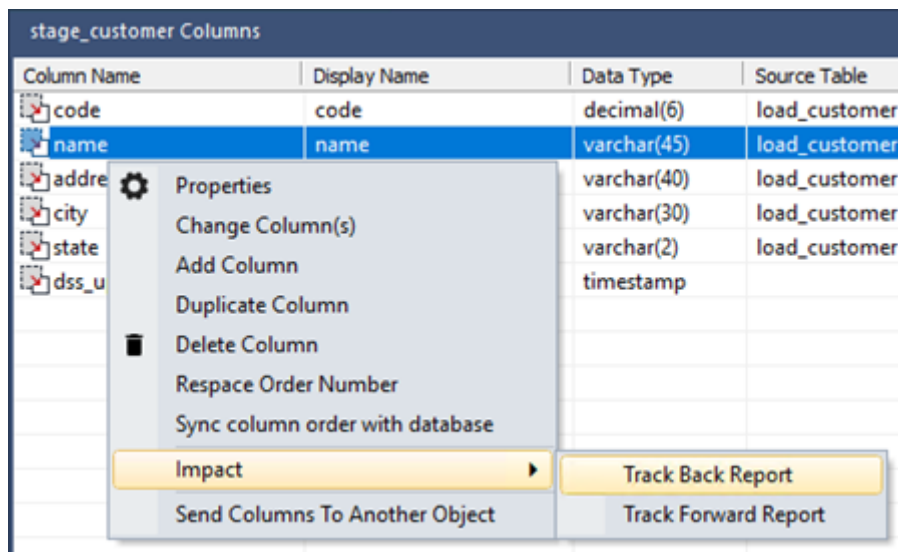 stage_customer Columns
Column Name Display Name Data Type Source Table
code code decimal(6) load_customer
name name varchar(45) load_customer
addre varchar(40) load_customer
city varchar(30) load_customer
state varchar(2) load_customer
dss_u timestamp
Properties
Change Column(s)
Add Column
Duplicate Column
Delete Column
Respace Order Number
Sync column order with database
Impact
Send Columns To Another Object
Track Back Report
Track Forward Report